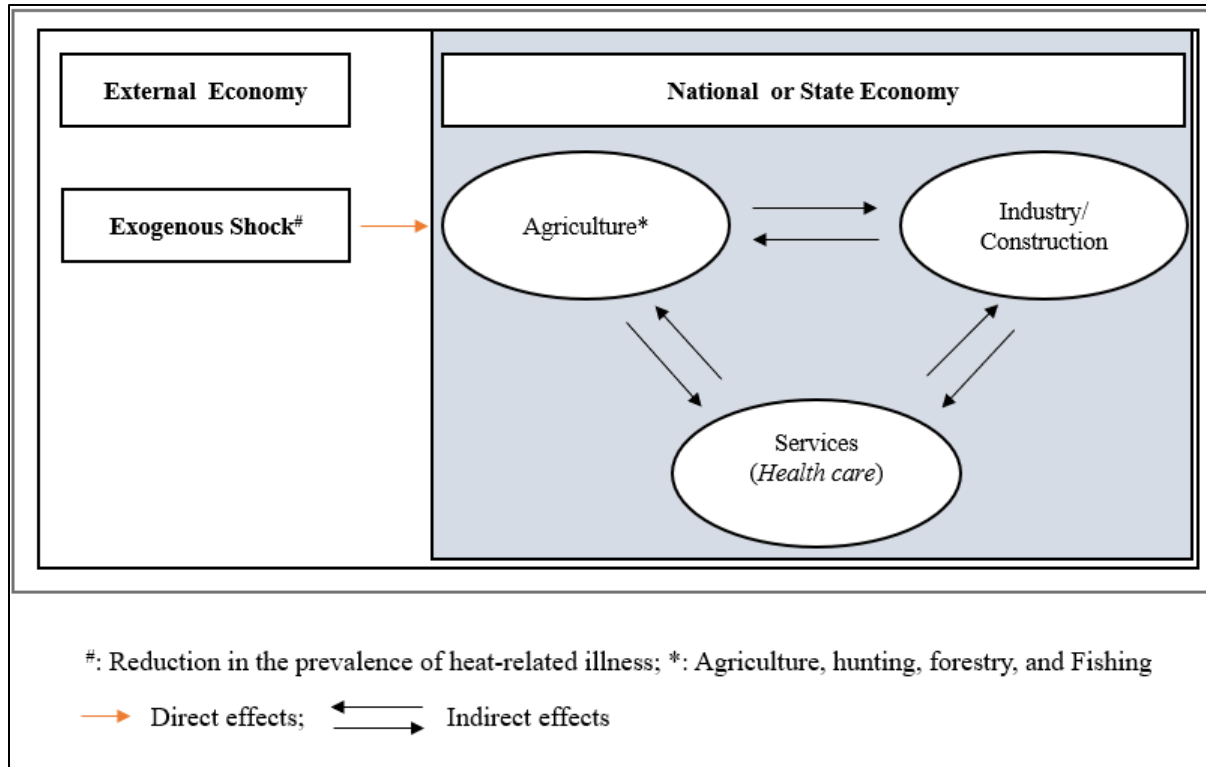 External Economy
National or State Economy
Exogenous Shock#
Agriculture*
Industry/
Construction
Services
(Health care)
#: Reduction in the prevalence of heat-related illness; *: Agriculture, hunting, forestry, and Fishing
Direct effects;
Indirect effects